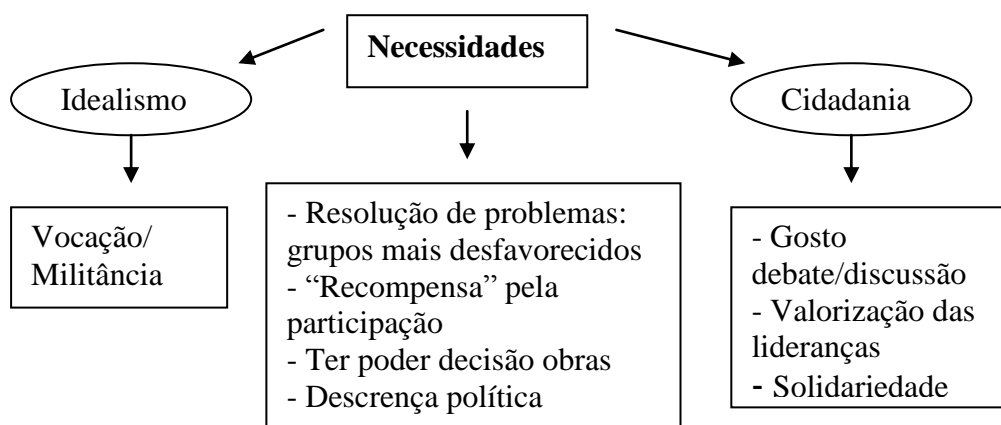 Necessidades
Idealismo
Cidadania
Vocação/
Militância
- Resolução de problemas:
grupos mais desfavorecidos
- “Recompensa” pela
participação
- Ter poder decisão obras
- Descrença política
- Gosto
debate/discussão
- Valorização das
lideranças
- Solidariedade